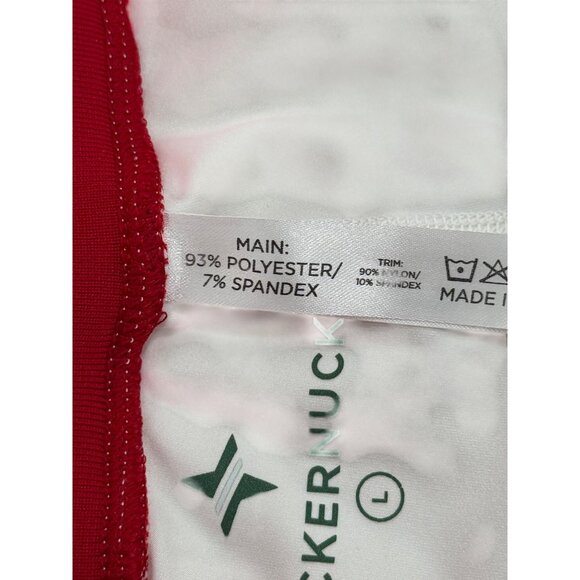 MAIN:
93% POLYESTER/
7% SPANDEX
TRIM:
90% NYLON/
10% SPANDEX
MADE I
CKERNUCK
L